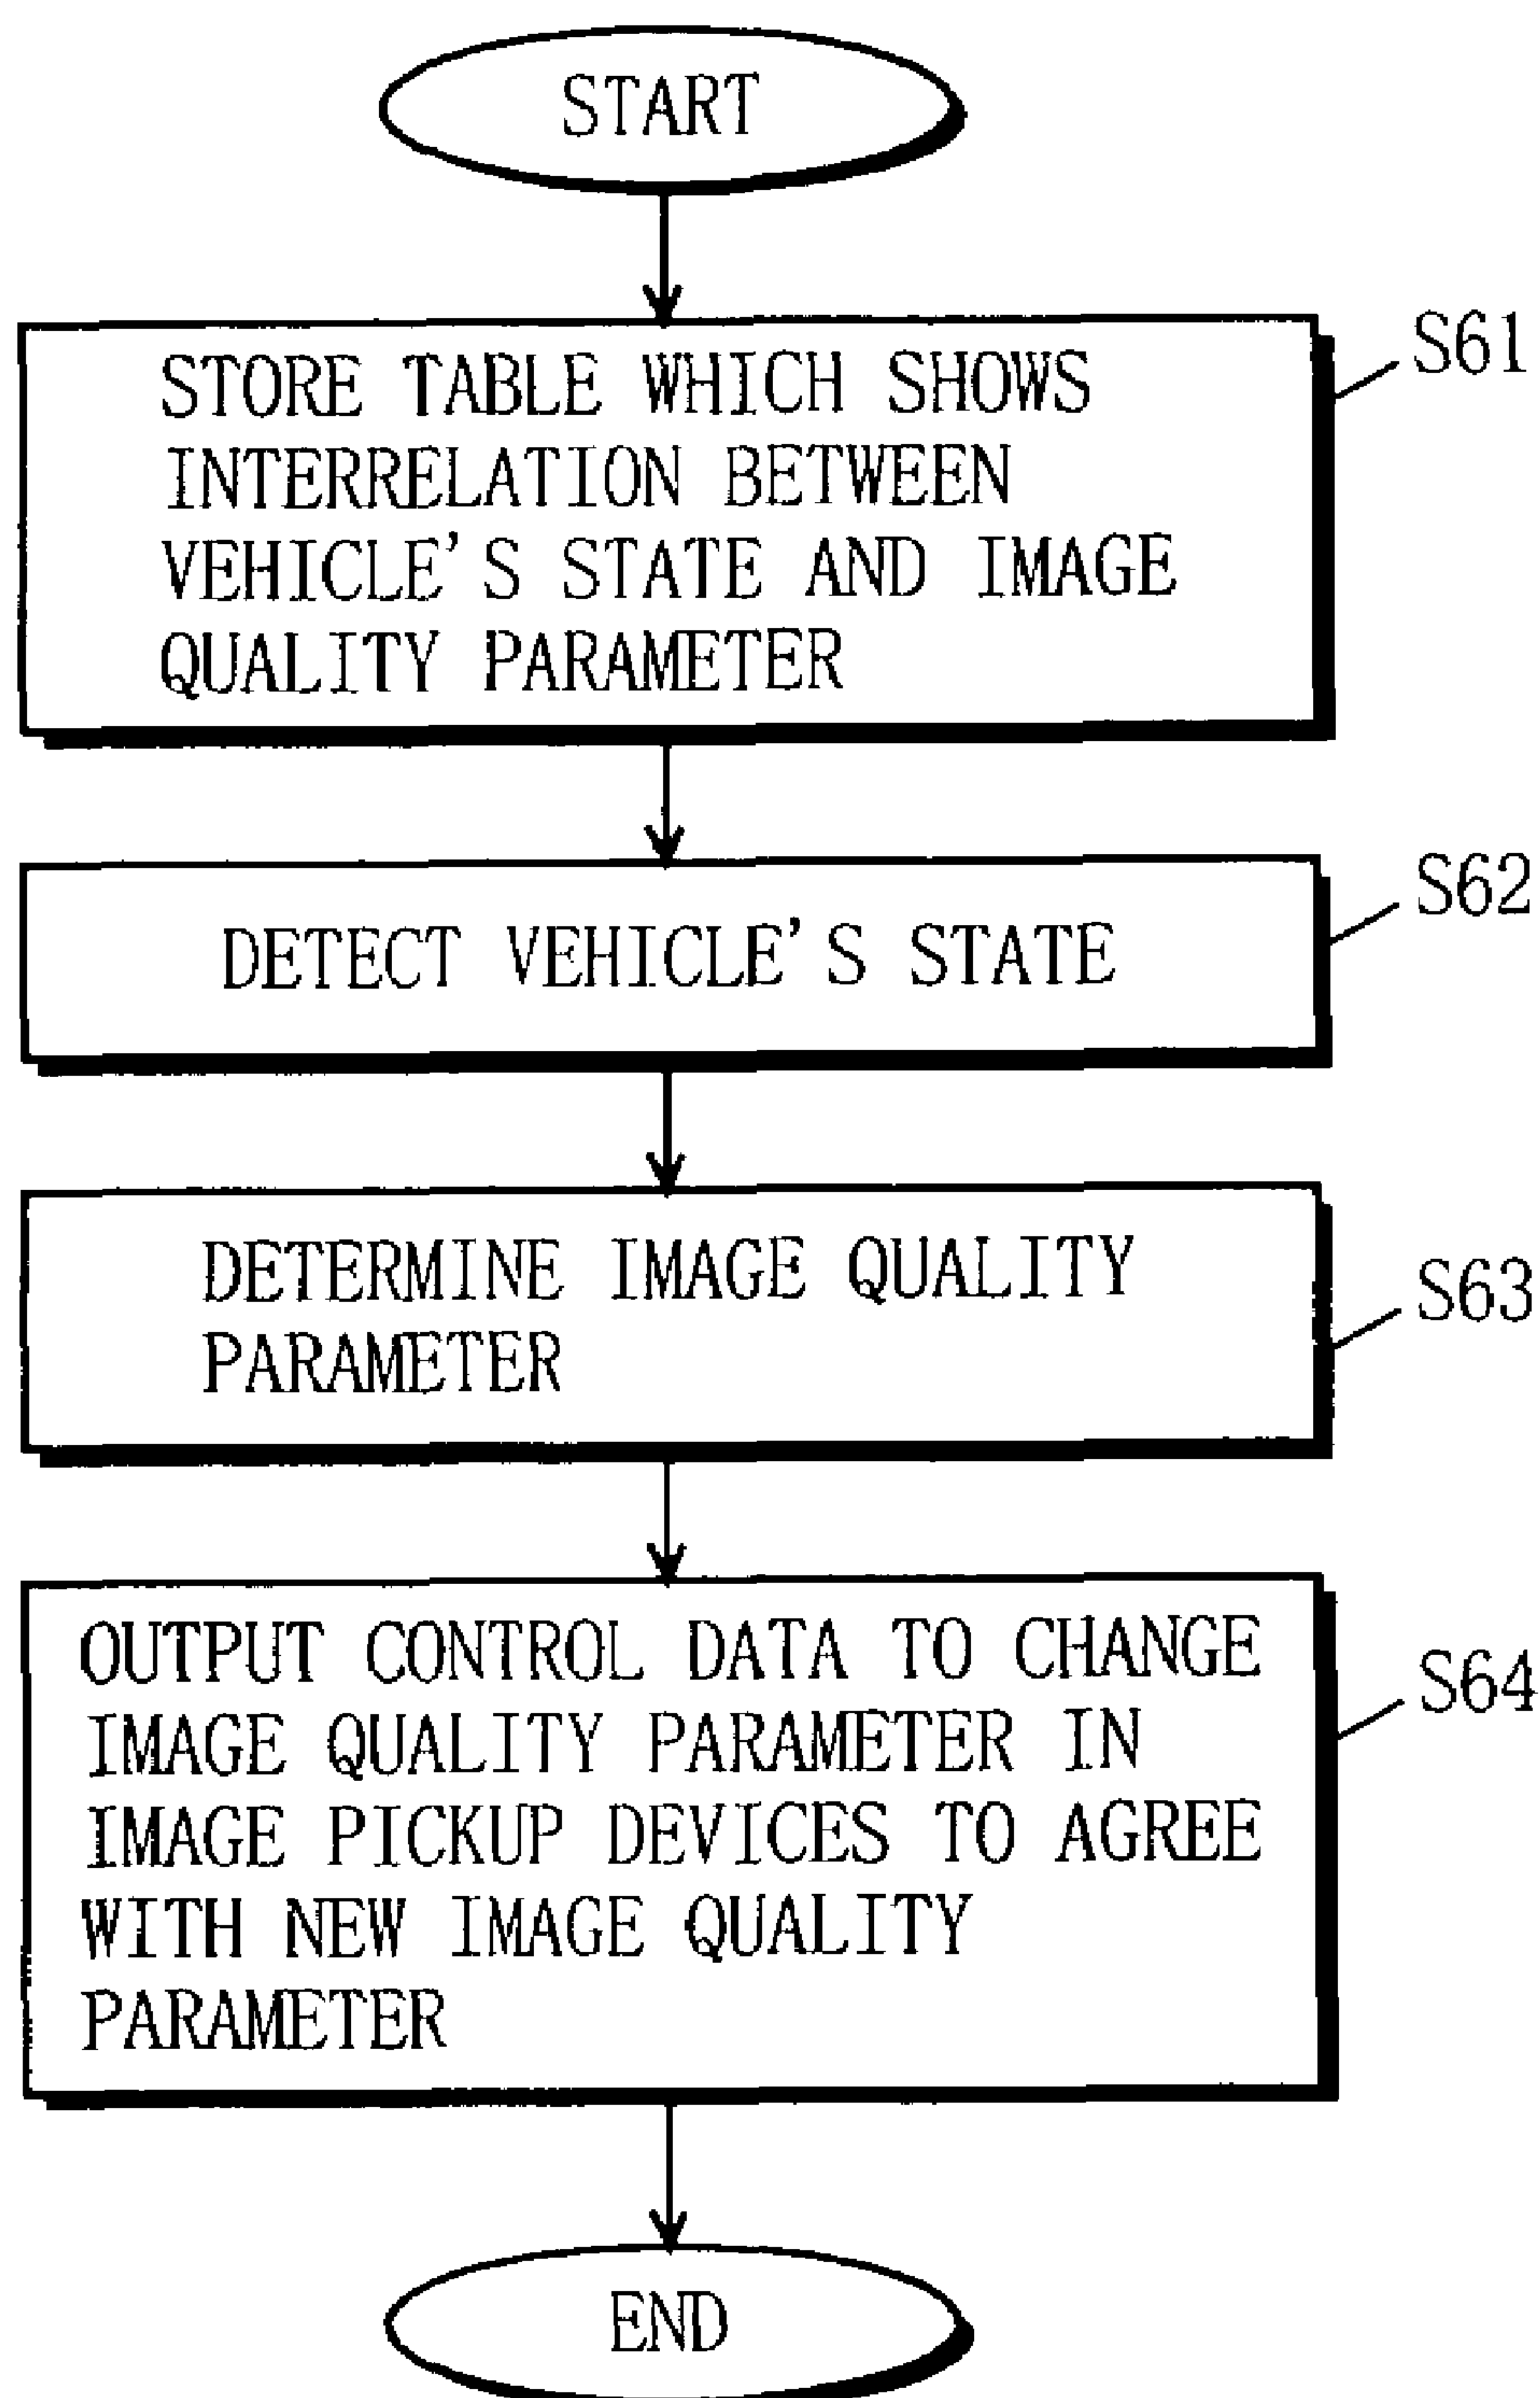 START
STORE TABLE WHICH SHOWS
INTERRELATION BETWEEN
VEHICLE'S STATE AND IMAGE
QUALITY PARAMETER
S61
DETECT VEHICLE'S STATE
S62
DETERMINE IMAGE QUALITY
PARAMETER
S63
OUTPUT CONTROL DATA TO CHANGE
IMAGE QUALITY PARAMETER IN
IMAGE PICKUP DEVICES TO AGREE
WITH NEW IMAGE QUALITY
PARAMETER
S64
END